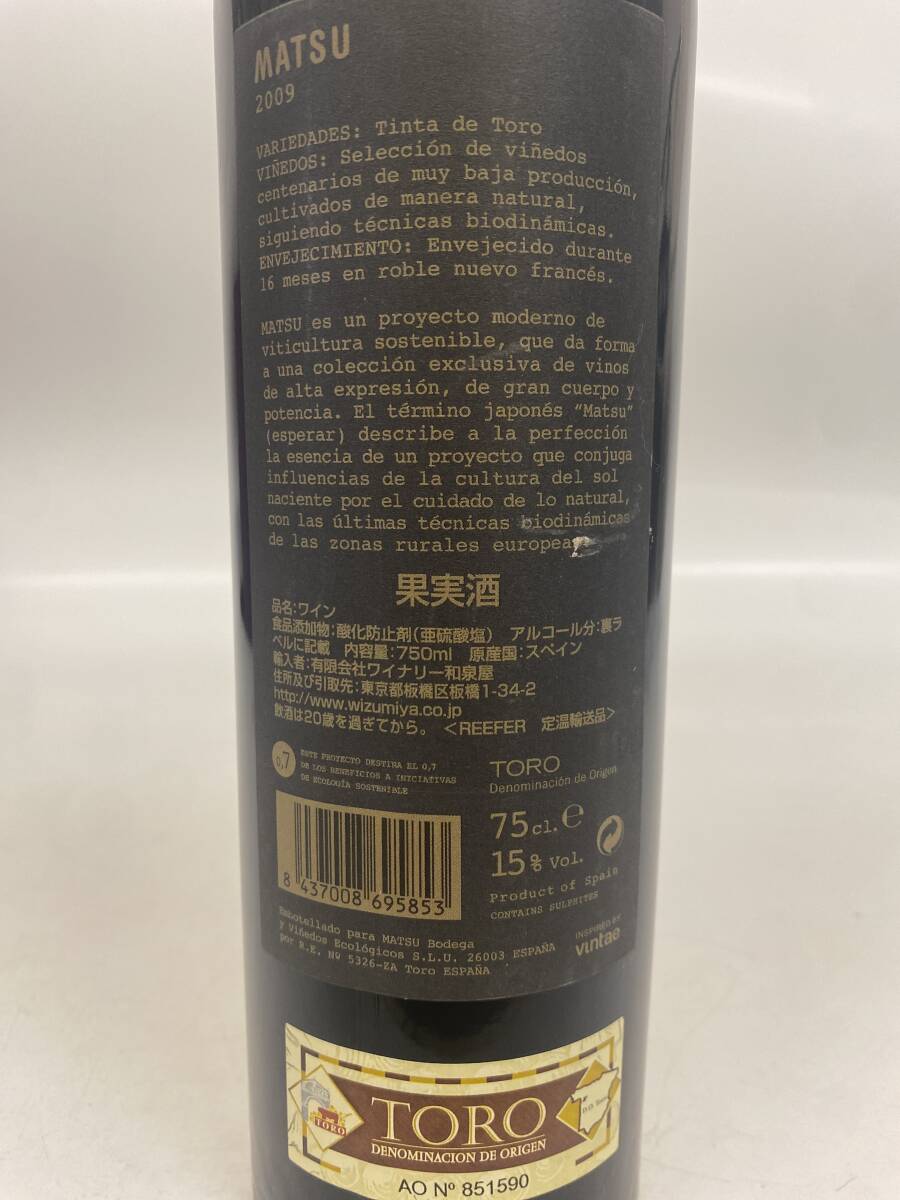 MATSU
2009
VARIEDADES: Tinta de Toro
VIÑEDOS: Selección de viñedos
centenarios de muy baja producción,
cultivados de manera natural,
siguiendo técnicas biodinámicas.
ENVEJECIMIENTO: Envejecido durante
16 meses en roble nuevo francés.
MATSU es un proyecto moderno de
viticultura sostenible, que da forma
a una colección exclusiva de vinos
de alta expresión, de gran cuerpo y
potencia. El término japonés "Matsu"
(esperar) describe a la perfección
la esencia de un proyecto que conjuga
influencias de la cultura del sol
naciente por el cuidado de lo natural,
con las últimas técnicas biodinámicas
de las zonas rurales europeas
果実酒
品名:ワイン
食品添加物:酸化防止剤(亜硫酸塩) アルコール分:裏ラ
ベルに記載 内容量:750ml 原産国:スペイン
輸入者:有限会社ワイナリー和泉屋
住所及び引取先:東京都板橋区板橋1-34-2
http://www.wizumiya.co.jp
飲酒は20歳を過ぎてから。 <REEFER 定温輸送品>
0,7
ESTE PROYECTO DESTINA EL 0,7
DE LOS BENEFICIOS A INICIATIVAS
DE ECOLOGÍA SOSTENIBLE
TORO
Denominación de Origen
75cl. e
15% Vol.
Product of Spain
CONTAINS SULPHITES
8 437008 695853
Embotellado para MATSU Bodega
y Viñedos Ecológicos S.L.U. 26003 ESPAÑA
por R.E. Nº 5326-ZA Toro ESPAÑA
INSPIRED BY
vintae
TORO
D.O. Toro
TORO
DENOMINACION DE ORIGEN
AO Nº 851590